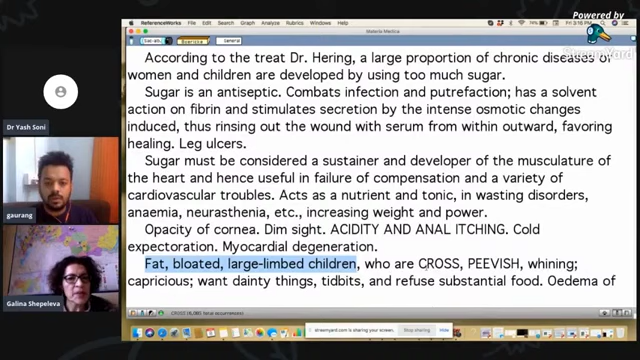 Powered by
StreamYard
ReferenceWorks File Edit
Fri 3:16 PM
Materia Medica
According to the treat Dr. Hering, a large proportion of chronic diseases of
women and children are developed by using too much sugar.
Sugar is an antiseptic. Combats infection and putrefaction; has a solvent
action on fibrin and stimulates secretion by the intense osmotic changes
induced, thus rinsing out the wound with serum from within outward, favoring
healing. Leg ulcers.
Sugar must be considered a sustainer and developer of the musculature of
the heart and hence useful in failure of compensation and a variety of
cardiovascular troubles. Acts as a nutrient and tonic, in wasting disorders,
anaemia, neurasthenia, etc., increasing weight and power.
Opacity of cornea. Dim sight. ACIDITY AND ANAL ITCHING. Cold
expectoration. Myocardial degeneration.
Fat, bloated, large-limbed children, who are CROSS, PEEVISH, whining;
capricious; want dainty things, tidbits, and refuse substantial food. Oedema of
streamyard.com is sharing your screen. Stop sharing Hide
Dr Yash Soni
gaurang
Galina Shepeleva